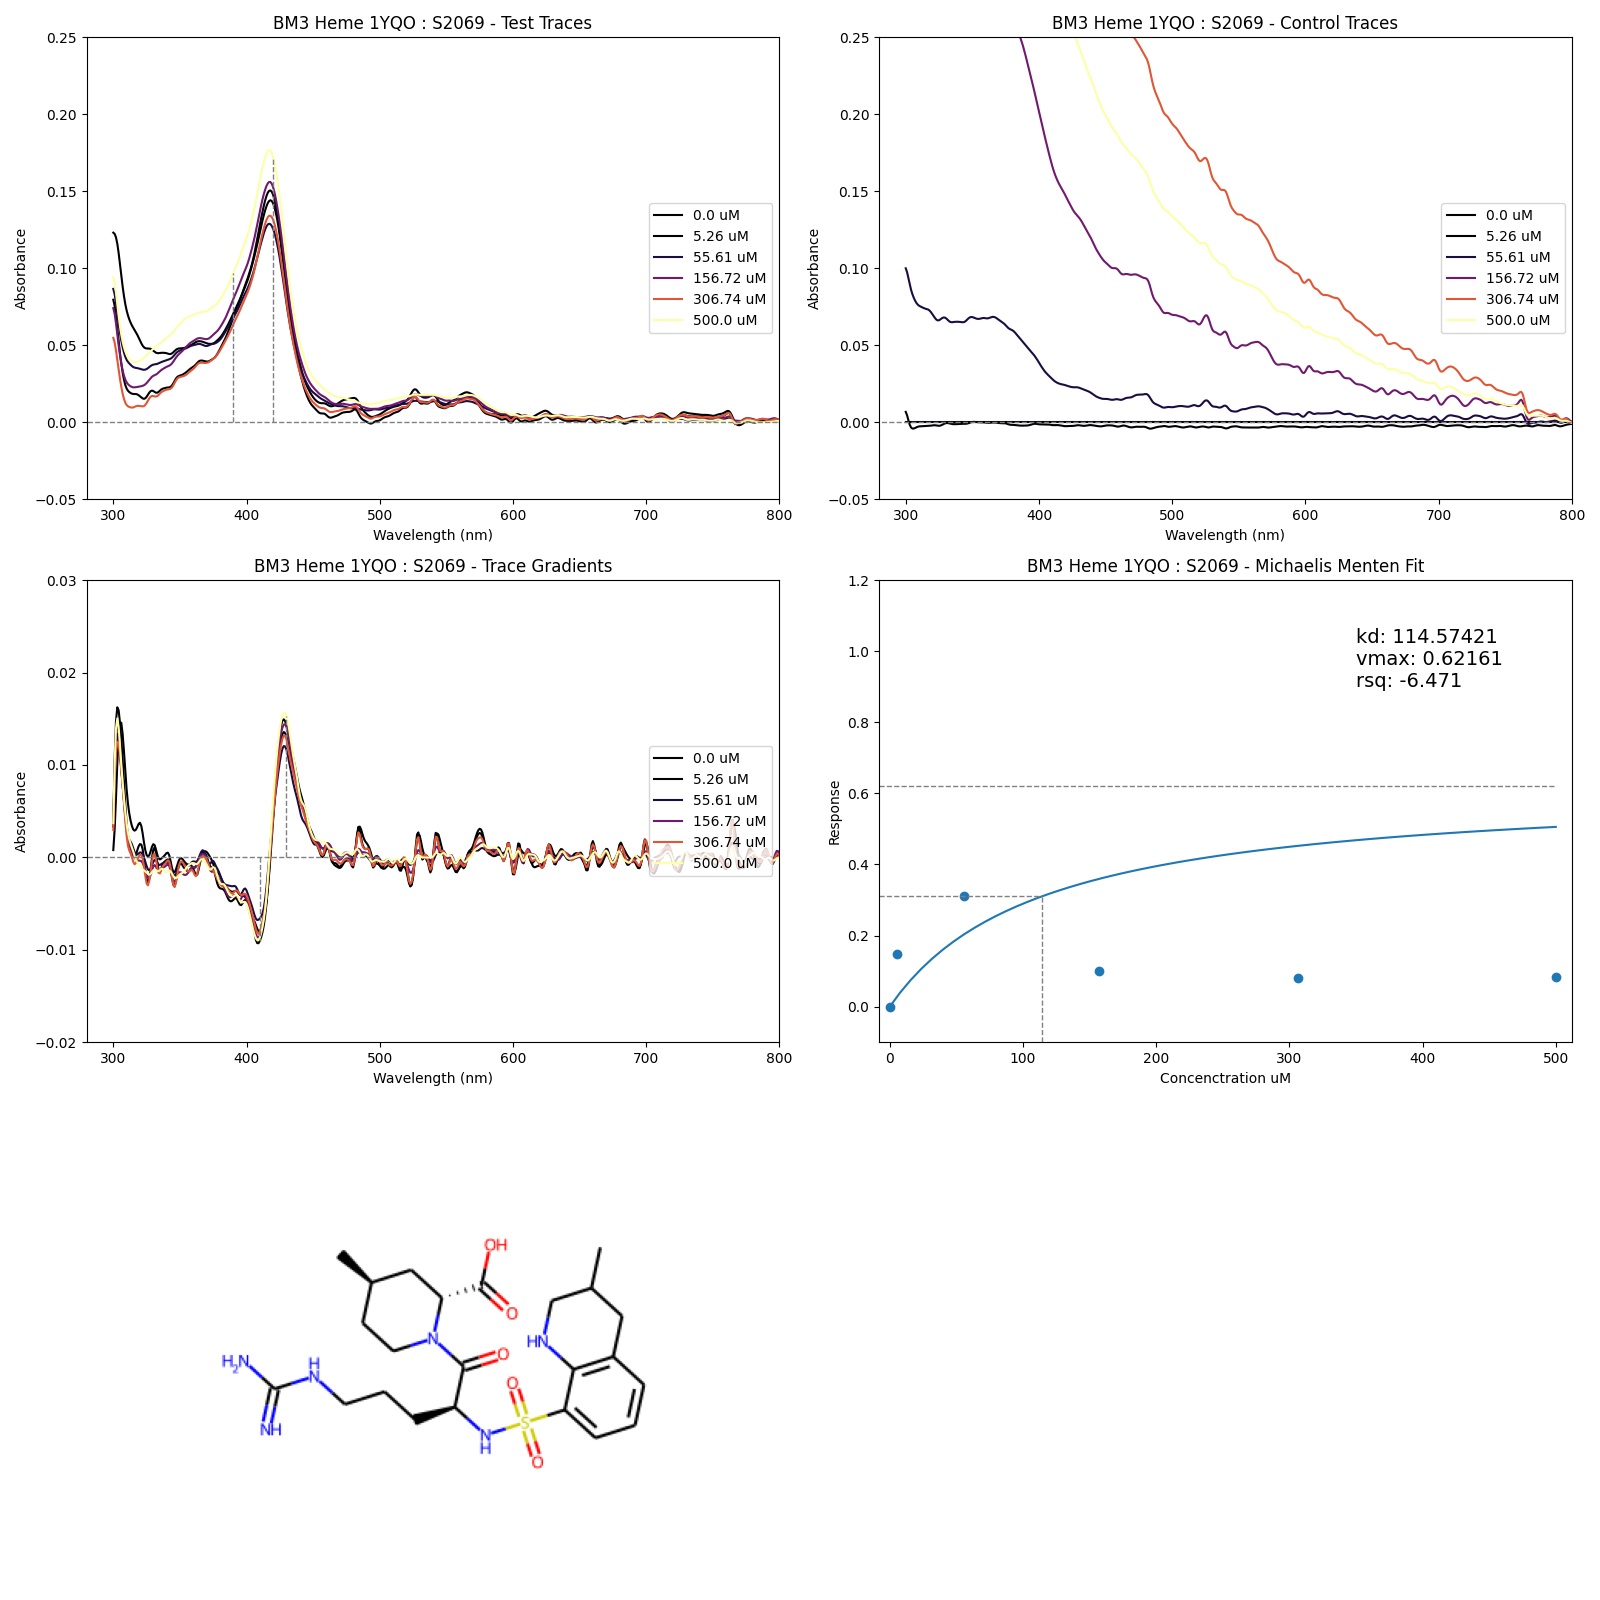 BM3 Heme 1YQO : S2069 - Test Traces
0.25
0.20
0.15
0.10
0.05
0.00
−0.05
Absorbance
300
400
500
600
700
800
Wavelength (nm)
0.0 uM
5.26 uM
55.61 uM
156.72 uM
306.74 uM
500.0 uM
BM3 Heme 1YQO : S2069 - Control Traces
0.25
0.20
0.15
0.10
0.05
0.00
−0.05
Absorbance
300
400
500
600
700
800
Wavelength (nm)
0.0 uM
5.26 uM
55.61 uM
156.72 uM
306.74 uM
500.0 uM
BM3 Heme 1YQO : S2069 - Trace Gradients
0.03
0.02
0.01
0.00
−0.01
−0.02
Absorbance
300
400
500
600
700
800
Wavelength (nm)
0.0 uM
5.26 uM
55.61 uM
156.72 uM
306.74 uM
500.0 uM
BM3 Heme 1YQO : S2069 - Michaelis Menten Fit
1.2
1.0
0.8
0.6
0.4
0.2
0.0
Response
kd: 114.57421
vmax: 0.62161
rsq: -6.471
0
100
200
300
400
500
Concenctration uM
OH
O
HN
N
O
H2N
H
N
NH
O
S
N
H
O